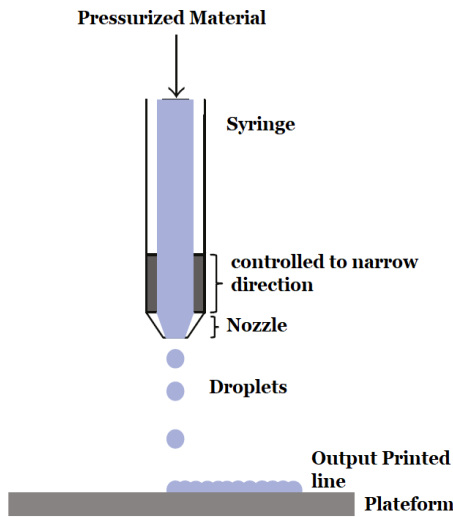 Pressurized Material
Syringe
controlled to narrow
direction
Nozzle
Droplets
Output Printed
line
Plateform